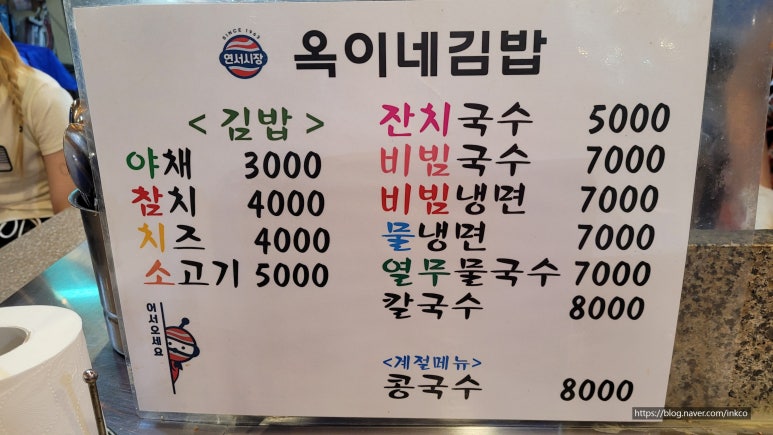 SINCE 1963
연서시장
옥이네김밥
< 김밥 >
야채 3000
참치 4000
치즈 4000
소고기 5000
어서오세요
잔치국수 5000
비빔국수 7000
비빔냉면 7000
물냉면 7000
열무물국수 7000
칼국수 8000
<계절메뉴>
콩국수 8000
https://blog.naver.com/inkco